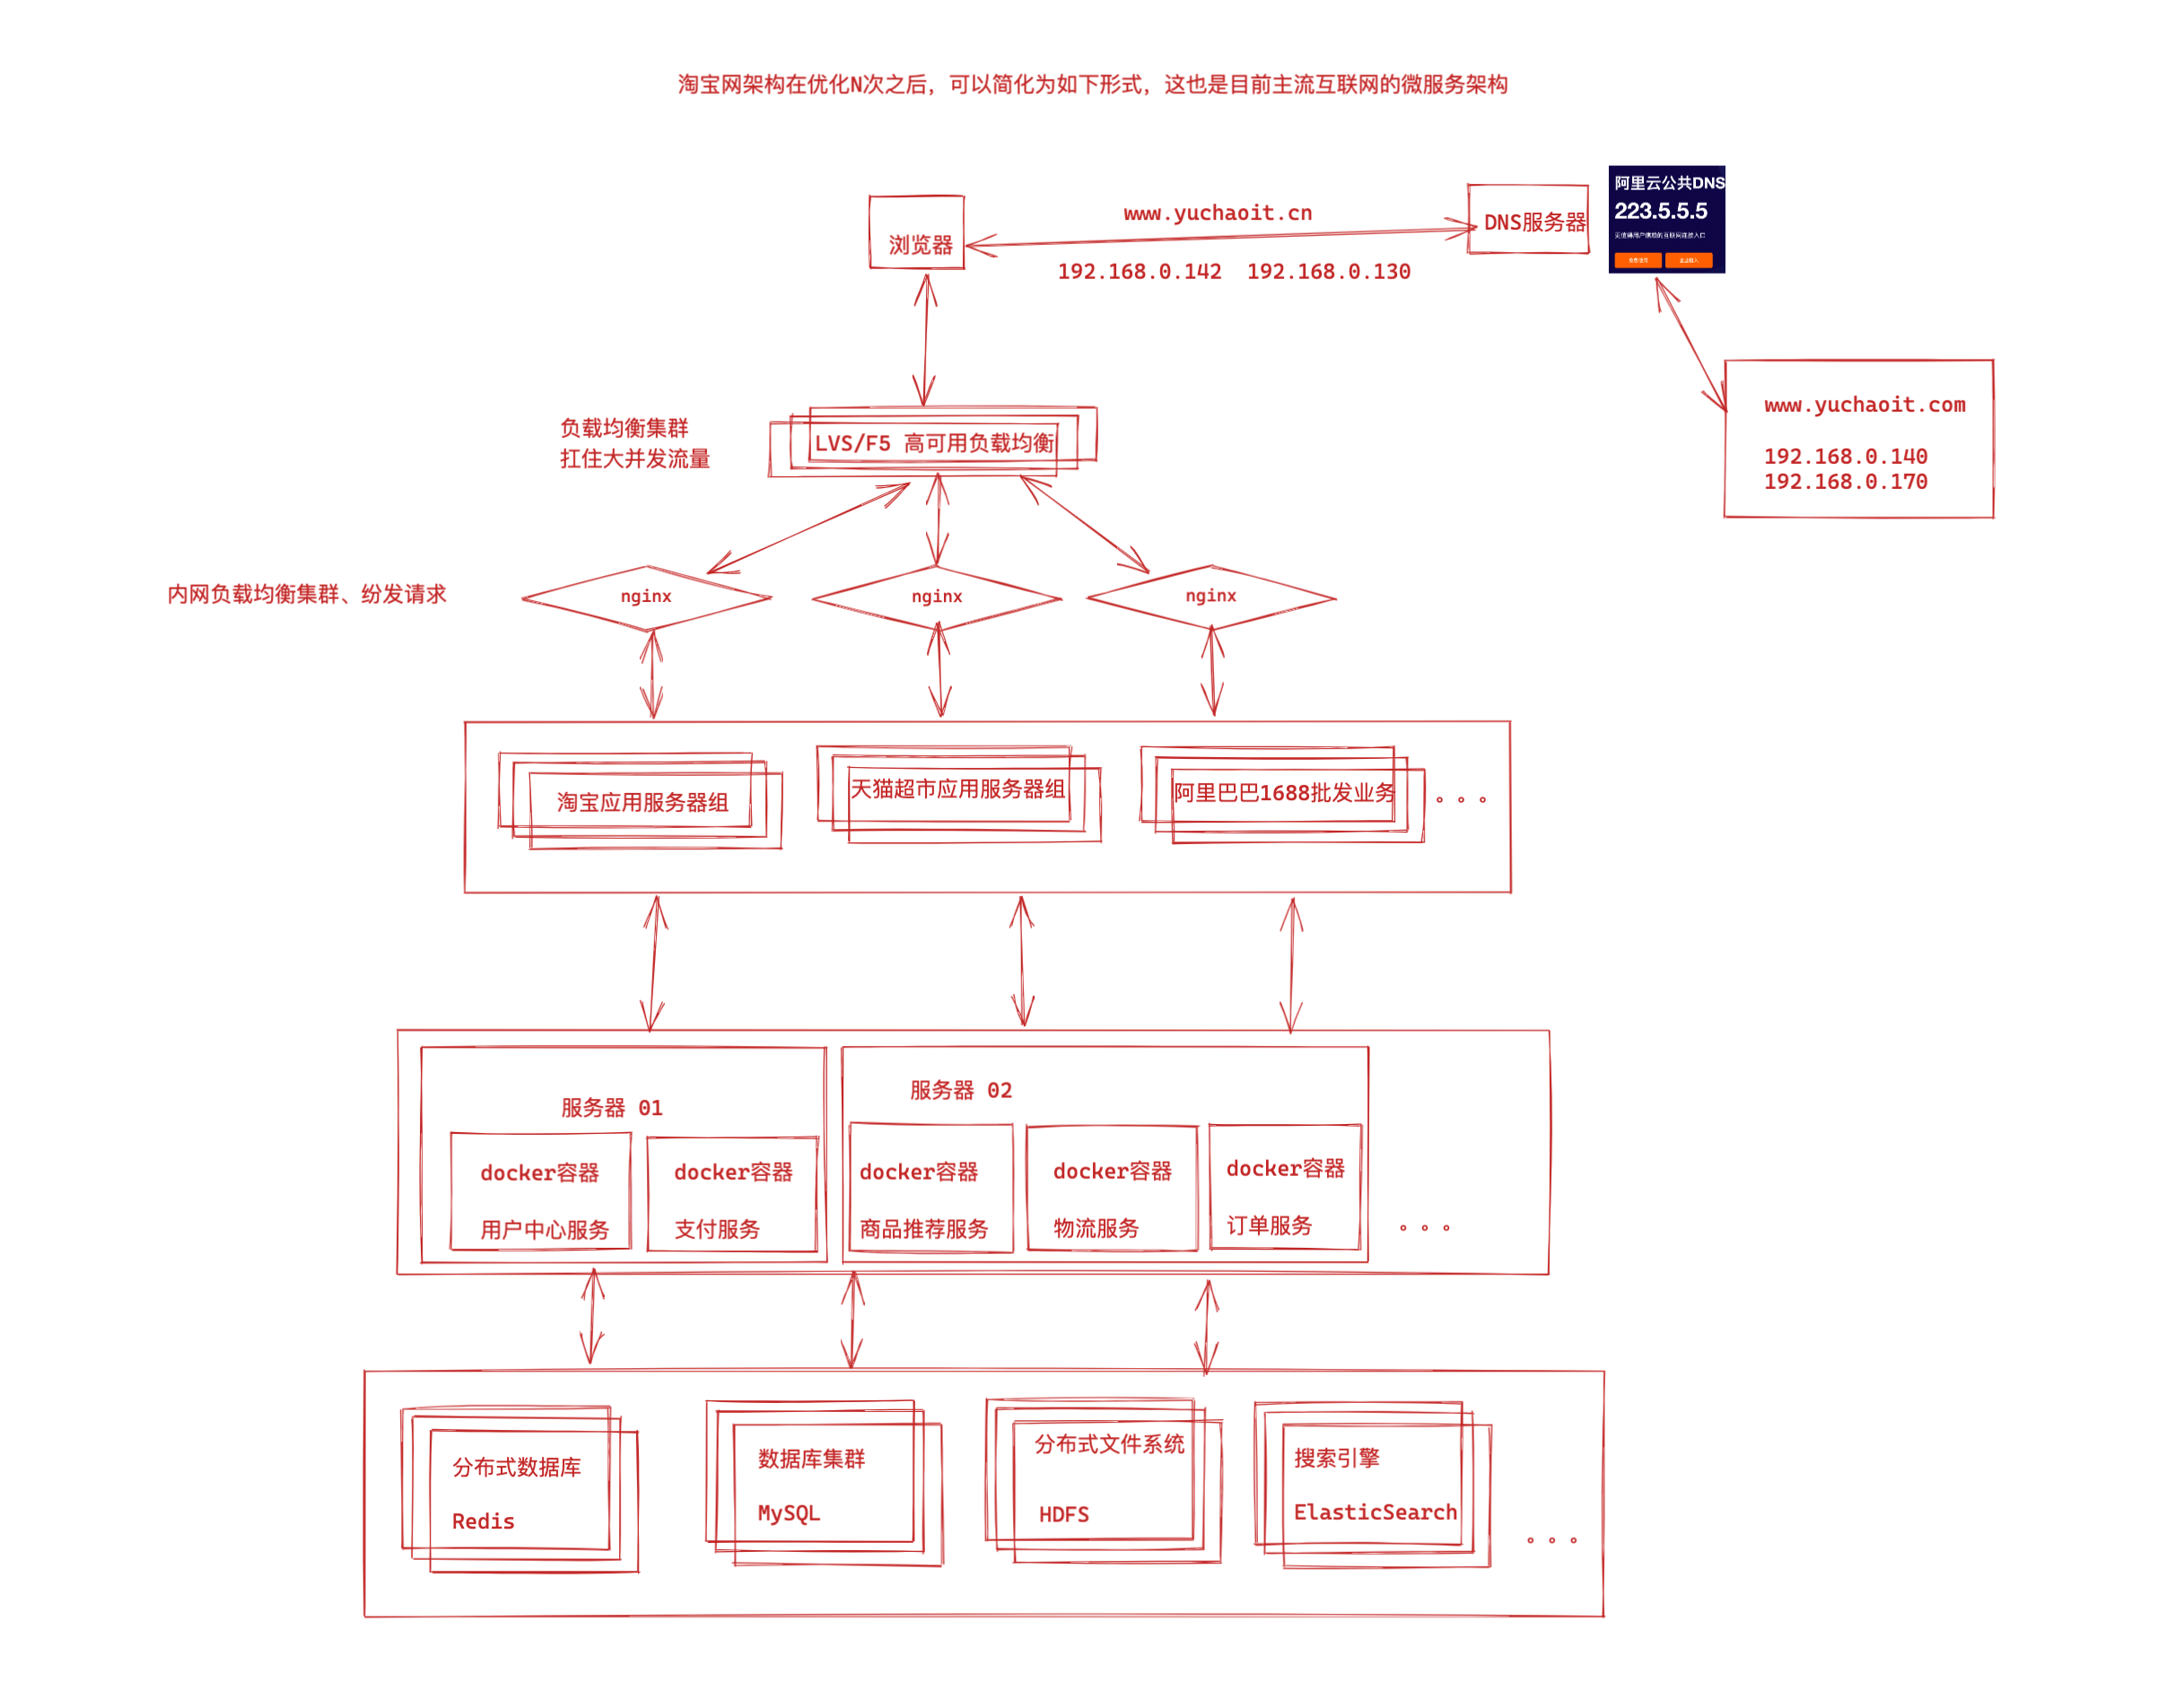 淘宝网架构在优化N次之后，可以简化为如下形式，这也是目前主流互联网的微服务架构
浏览器
www.yuchaoit.cn
192.168.0.142 192.168.0.130
DNS服务器
阿里云公共DNS
223.5.5.5
www.yuchaoit.com
192.168.0.140
192.168.0.170
负载均衡集群
扛住大并发流量
LVS/F5 高可用负载均衡
内网负载均衡集群、纷发请求
nginx
nginx
nginx
淘宝应用服务器组
天猫超市应用服务器组
阿里巴巴1688批发业务
。。。
服务器 01
docker容器
用户中心服务
docker容器
支付服务
服务器 02
docker容器
商品推荐服务
docker容器
物流服务
docker容器
订单服务
。。。
分布式数据库
Redis
数据库集群
MySQL
分布式文件系统
HDFS
搜索引擎
ElasticSearch
。。。